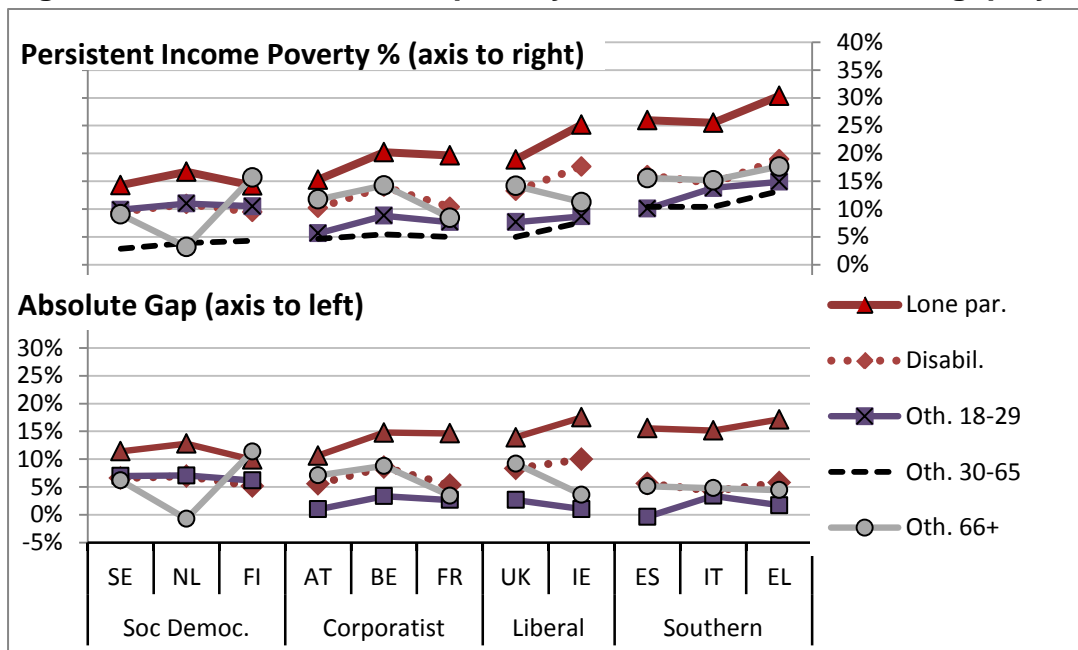 Persistent Income Poverty % (axis to right)
40%
35%
30%
25%
20%
15%
10%
5%
0%
Absolute Gap (axis to left)
30%
25%
20%
15%
10%
5%
0%
-5%
Lone par.
Disabil.
Oth. 18-29
Oth. 30-65
Oth. 66+
SE NL FI AT BE FR UK IE ES IT EL
Soc Democ. Corporatist Liberal Southern